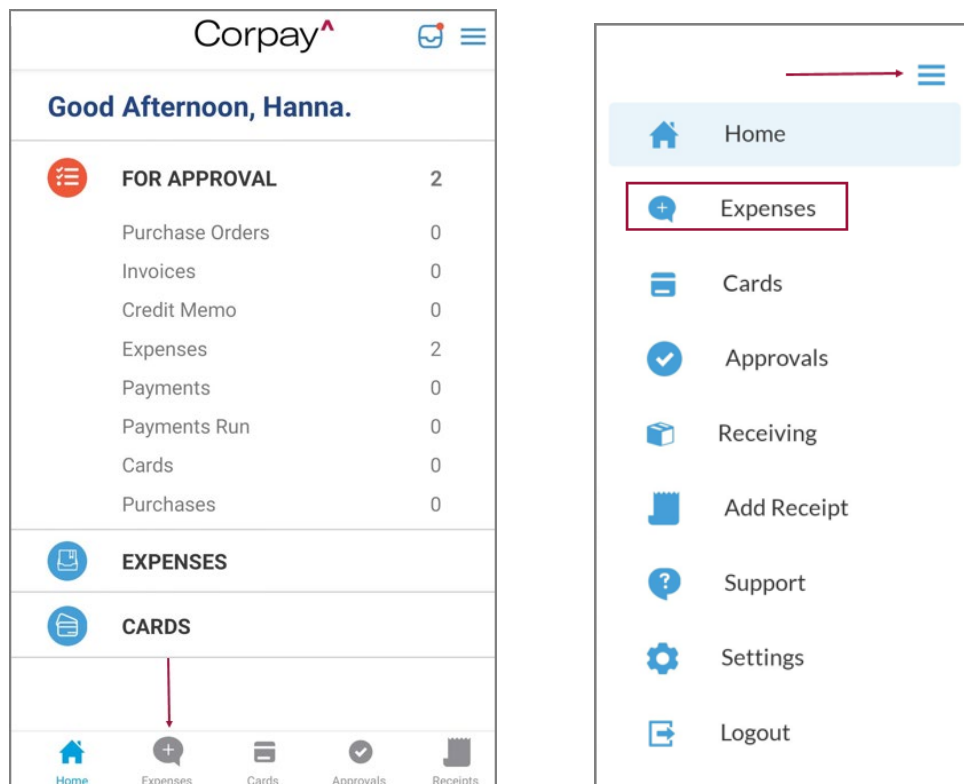 Corpay^
Good Afternoon, Hanna.
FOR APPROVAL 2
Purchase Orders 0
Invoices 0
Credit Memo 0
Expenses 2
Payments 0
Payments Run 0
Cards 0
Purchases 0
EXPENSES
CARDS
Home Expenses Cards Approvals Receipts
Home
Expenses
Cards
Approvals
Receiving
Add Receipt
Support
Settings
Logout